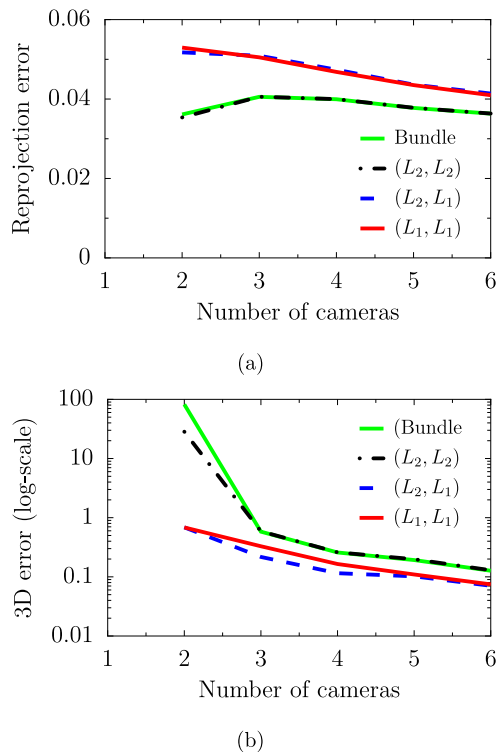 0.06
0.04
0.02
0
Reprojection error
Bundle
(L₂, L₂)
(L₂, L₁)
(L₁, L₁)
1 2 3 4 5 6
Number of cameras
(a)
100
10
1
0.1
0.01
3D error (log-scale)
(Bundle
(L₂, L₂)
(L₂, L₁)
(L₁, L₁)
1 2 3 4 5 6
Number of cameras
(b)